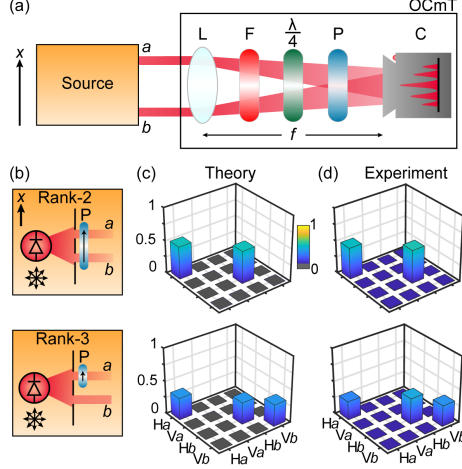 (a)
OCmT
x
Source
a
b
L
F
λ/4
P
C
f
(b)
(c)
Theory
(d)
Experiment
x
Rank-2
P
a
b
1
0.5
0
1
0
Rank-3
P
a
b
1
0.5
0
Ha
Va
Hb
Vb
Ha
Va
Hb
Vb
Ha
Va
Hb
Vb
Ha
Va
Hb
Vb